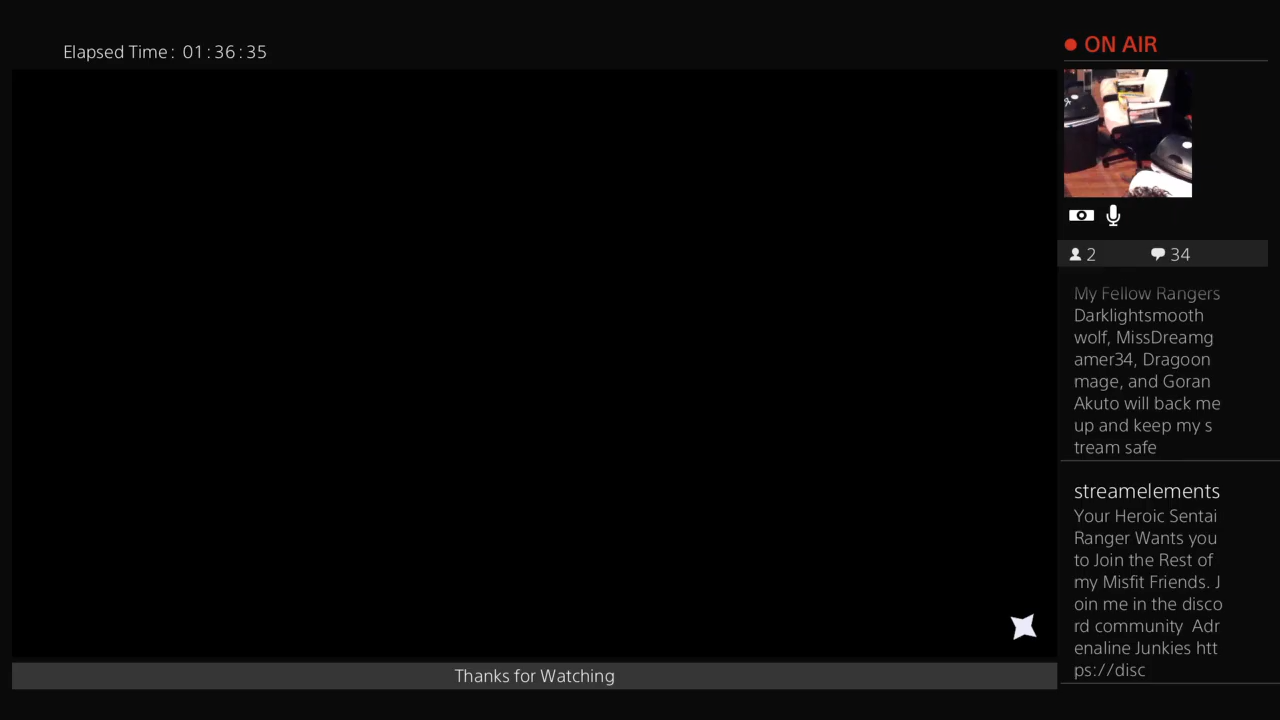 Elapsed Time: 01:36:35
ON AIR
2
34
My Fellow Rangers
Darklightsmooth
wolf, MissDreamg
amer34, Dragoon
mage, and Goran
Akuto will back me
up and keep my s
tream safe
streamelements
Your Heroic Sentai
Ranger Wants you
to Join the Rest of
my Misfit Friends. J
oin me in the disco
rd community  Adr
enaline Junkies htt
ps://disc
Thanks for Watching